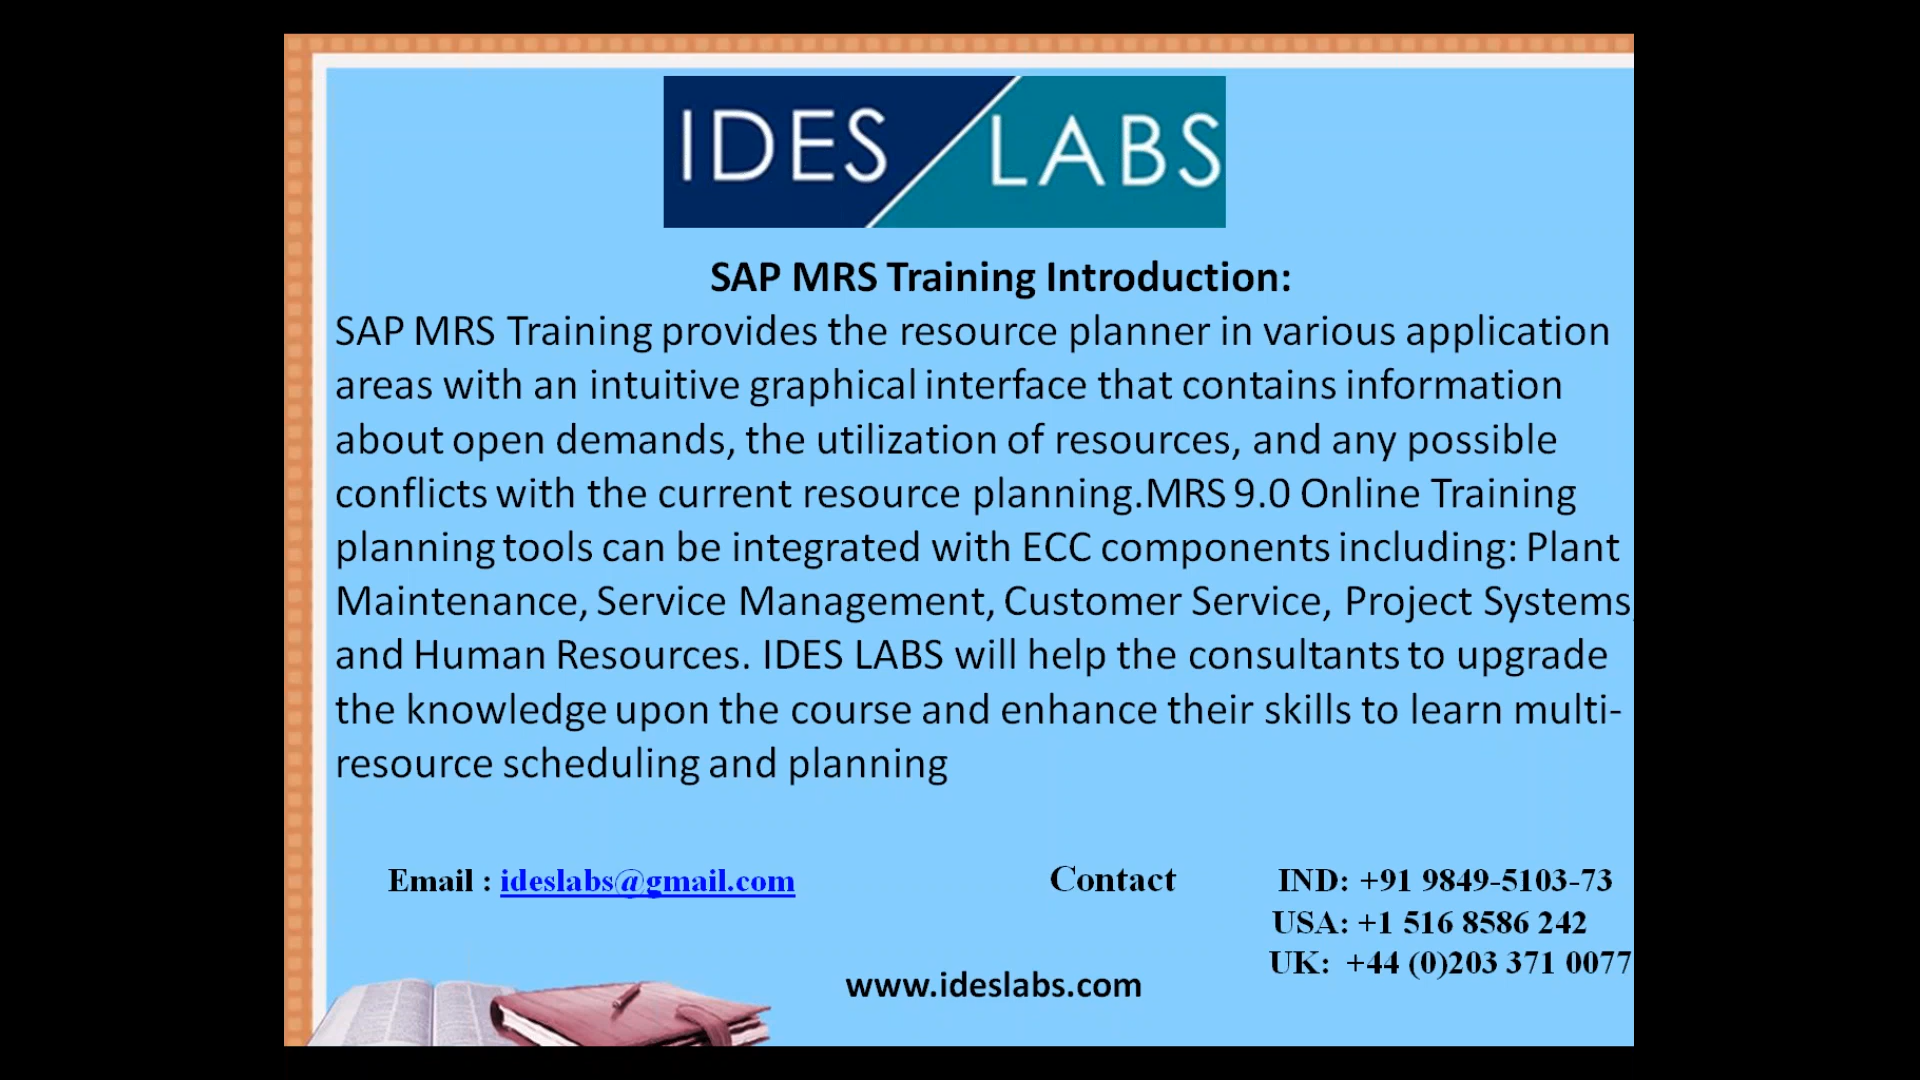 IDES LABS
SAP MRS Training Introduction:
SAP MRS Training provides the resource planner in various application
areas with an intuitive graphical interface that contains information
about open demands, the utilization of resources, and any possible
conflicts with the current resource planning.MRS 9.0 Online Training
planning tools can be integrated with ECC components including: Plant
Maintenance, Service Management, Customer Service, Project Systems,
and Human Resources. IDES LABS will help the consultants to upgrade
the knowledge upon the course and enhance their skills to learn multi-
resource scheduling and planning
Email : ideslabs@gmail.com Contact IND: +91 9849-5103-73
USA: +1 516 8586 242
UK: +44 (0)203 371 0077
www.ideslabs.com